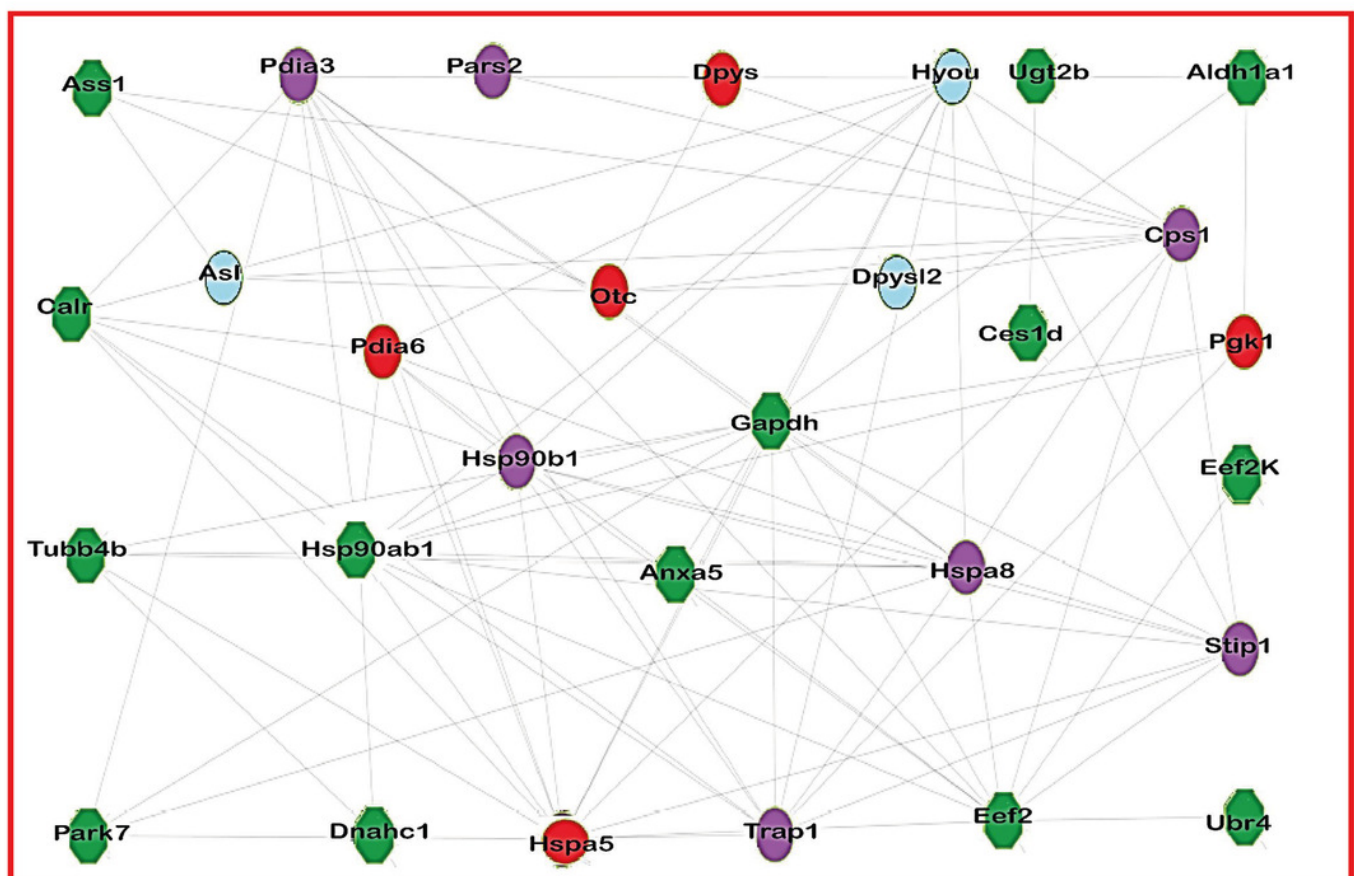 Ass1
Pdia3
Pars2
Dpys
Hyou
Ugt2b
Aldh1a1
Cps1
Asl
Calr
Otc
Dpysl2
Ces1d
Pdia6
Pgk1
Gapdh
Hsp90b1
Eef2K
Tubb4b
Hsp90ab1
Anxa5
Hspa8
Stip1
Park7
Dnahc1
Hspa5
Trap1
Eef2
Ubr4